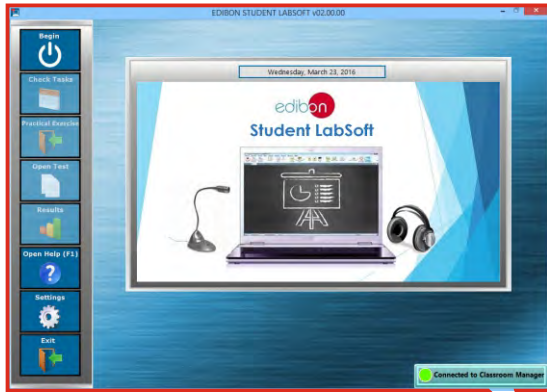 EDIBON STUDENT LABSOFT v02.00.00
Begin
Check Tasks
Practical Exercise
Open Test
Results
Open Help (F1)
?
Settings
Exit
Wednesday, March 23, 2016
edibon
Student LabSoft
Connected to Classroom Manager